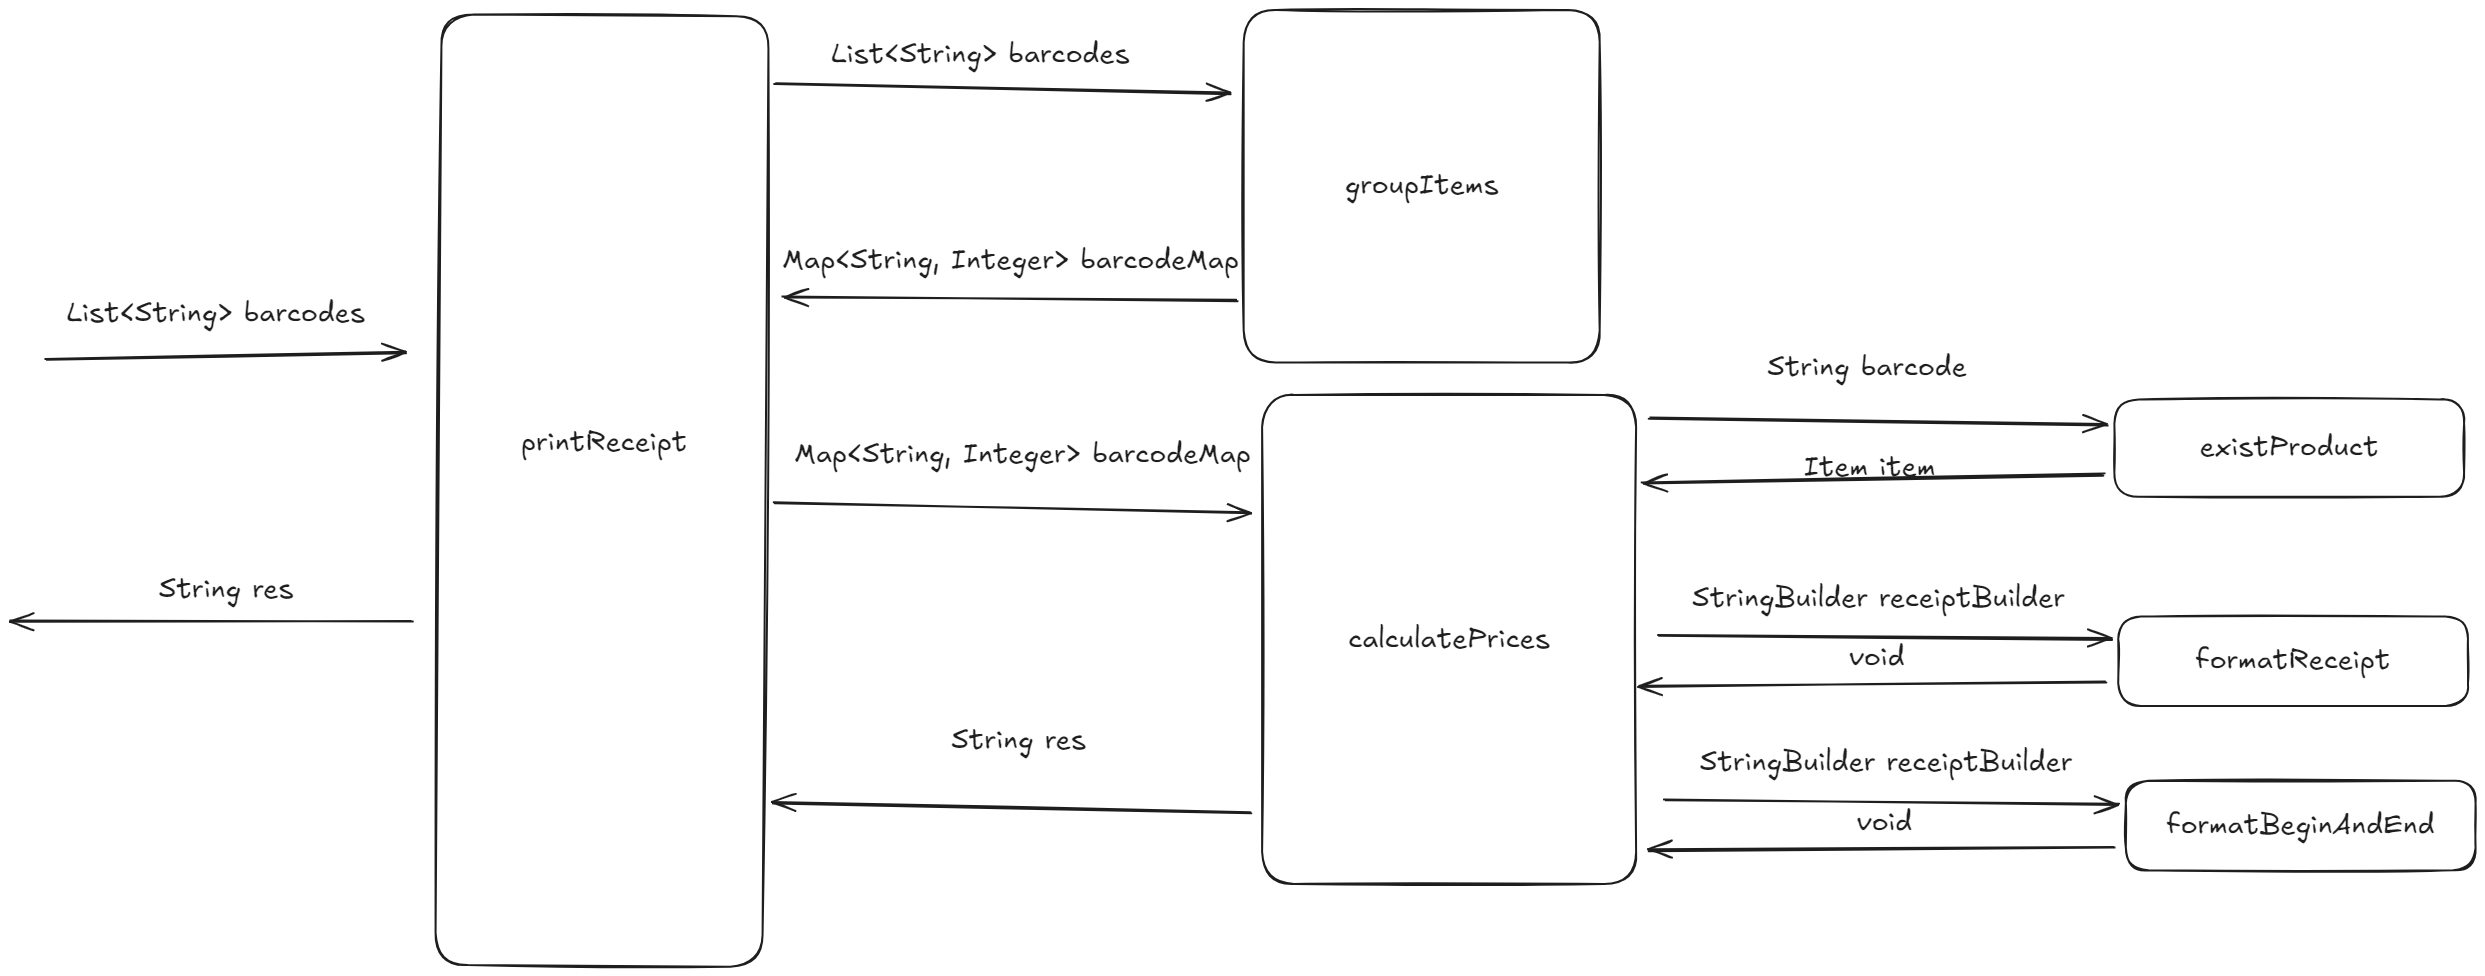 List<String> barcodes
String res
printReceipt
List<String> barcodes
Map<String, Integer> barcodeMap
Map<String, Integer> barcodeMap
String res
groupItems
calculatePrices
String barcode
Item item
StringBuilder receiptBuilder
void
StringBuilder receiptBuilder
void
existProduct
formatReceipt
formatBeginAndEnd